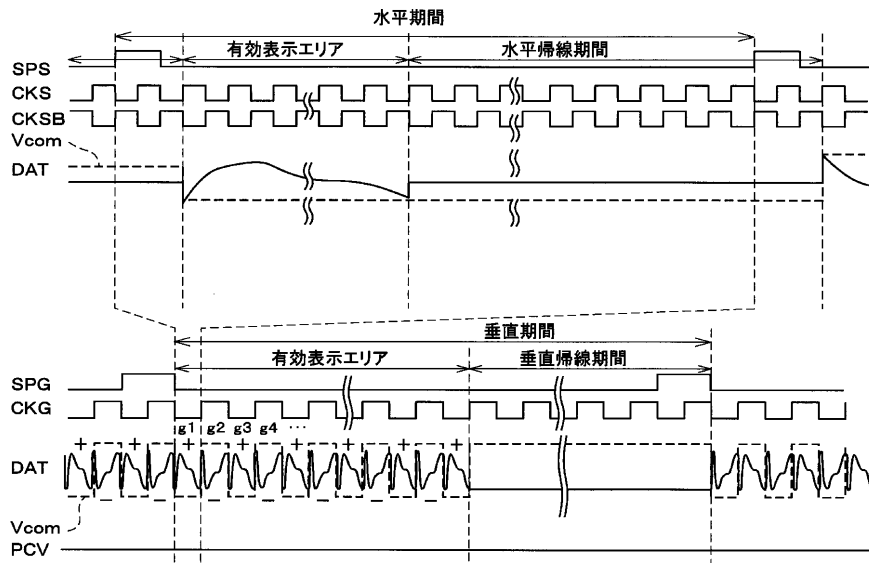 水平期間
有効表示エリア
水平帰線期間
SPS
CKS
CKSB
Vcom
DAT
垂直期間
有効表示エリア
垂直帰線期間
SPG
CKG
g1 g2 g3 g4 …
+ + + + + + +
DAT
− − − − − −
Vcom
PCV